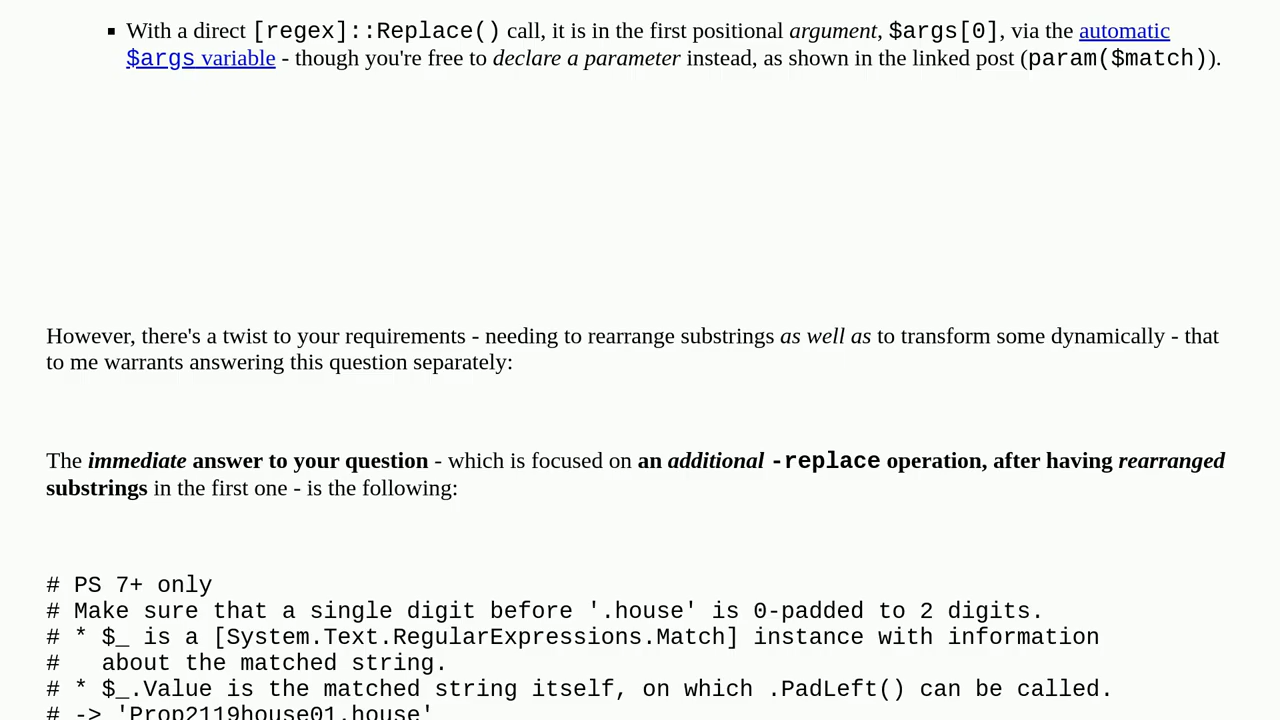 With a direct [regex]::Replace() call, it is in the first positional argument, $args[0], via the automatic
$args variable - though you're free to declare a parameter instead, as shown in the linked post (param($match)).
However, there's a twist to your requirements - needing to rearrange substrings as well as to transform some dynamically - that
to me warrants answering this question separately:
The immediate answer to your question - which is focused on an additional -replace operation, after having rearranged
substrings in the first one - is the following:
# PS 7+ only
# Make sure that a single digit before '.house' is 0-padded to 2 digits.
# * $_ is a [System.Text.RegularExpressions.Match] instance with information
#   about the matched string.
# * $_.Value is the matched string itself, on which .PadLeft() can be called.
# -> 'Prop2119house01.house'